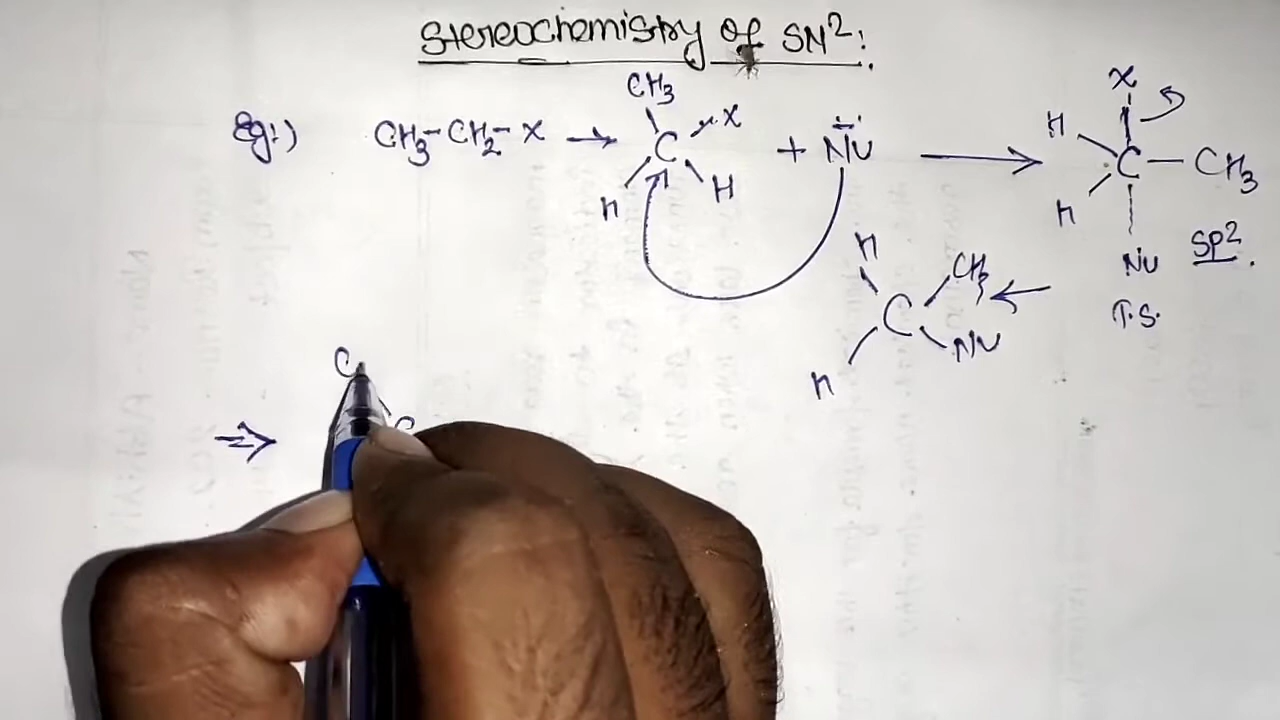 Stereochemistry of SN²:
Eg:) CH₃-CH₂-X → CH₃ C X H H + N̈ū → X H C CH₃ H Nu
SP².
T.S.
H CH₃ C Nu H ←
⇒ C C